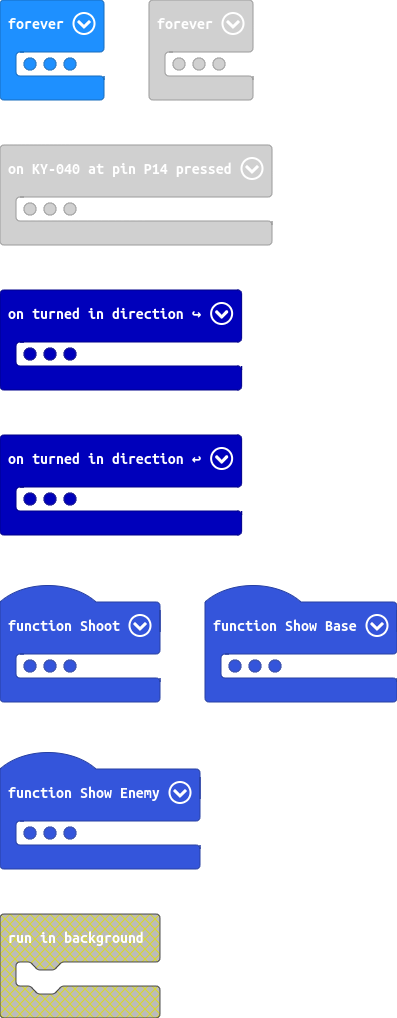 forever
forever
on KY-040 at pin P14 pressed
on turned in direction ↪
on turned in direction ↩
function Shoot
function Show Base
function Show Enemy
run in background